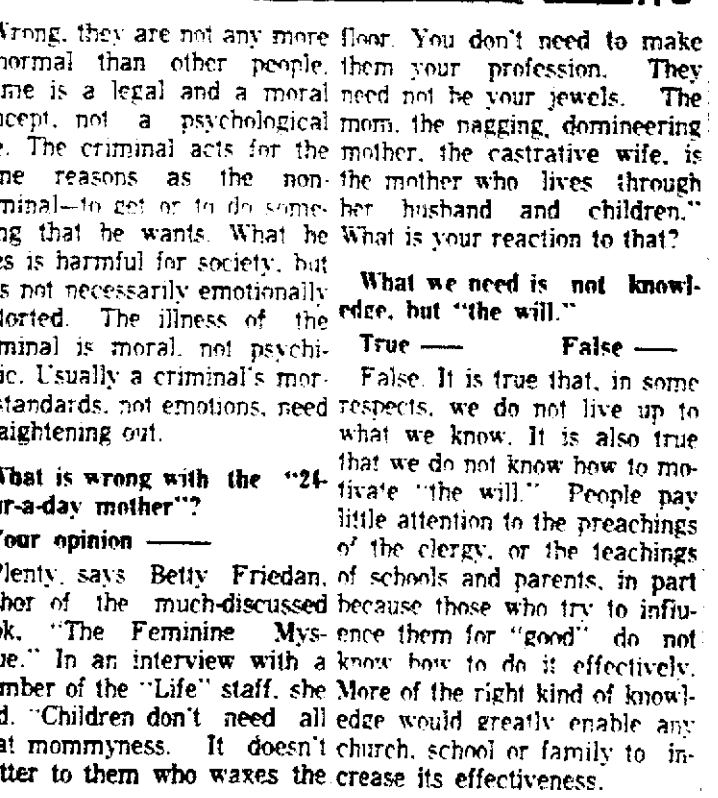 Wrong, they are not any more
normal than other people.
me is a legal and a moral
ncept, not a psychological
e. The criminal acts for the
me reasons as the non-
minal—to get or to do some-
ng that he wants. What he
es is harmful for society, but
s not necessarily emotionally
torted. The illness of the
minal is moral, not psychi-
ic. Usually a criminal's mor-
standards, not emotions, need
aightening out.
What is wrong with the "24-
ur-a-day mother"?
Your opinion ——
Plenty, says Betty Friedan,
hor of the much-discussed
ok, "The Feminine Mys-
ue." In an interview with a
mber of the "Life" staff, she
d. "Children don't need all
at mommyness. It doesn't
tter to them who waxes the
floor. You don't need to make
them your profession. They
need not be your jewels. The
mom, the nagging, domineering
mother, the castrative wife, is
the mother who lives through
her husband and children."
What is your reaction to that?
What we need is not knowl-
edge, but "the will."
True —— False ——
False. It is true that, in some
respects, we do not live up to
what we know. It is also true
that we do not know how to mo-
tivate "the will." People pay
little attention to the preachings
of the clergy, or the teachings
of schools and parents, in part
because those who try to influ-
ence them for "good" do not
know how to do it effectively.
More of the right kind of knowl-
edge would greatly enable any
church, school or family to in-
crease its effectiveness.